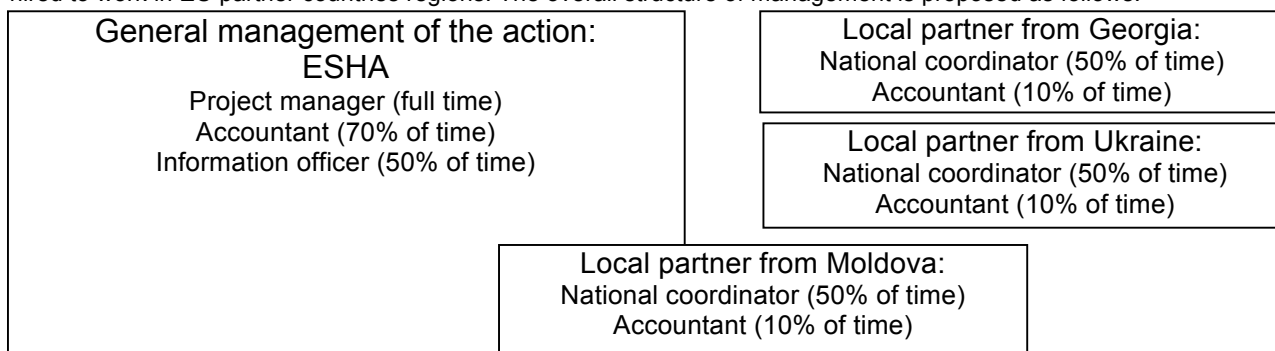 General management of the action:
ESHA
Project manager (full time)
Accountant (70% of time)
Information officer (50% of time)
Local partner from Georgia:
National coordinator (50% of time)
Accountant (10% of time)
Local partner from Ukraine:
National coordinator (50% of time)
Accountant (10% of time)
Local partner from Moldova:
National coordinator (50% of time)
Accountant (10% of time)